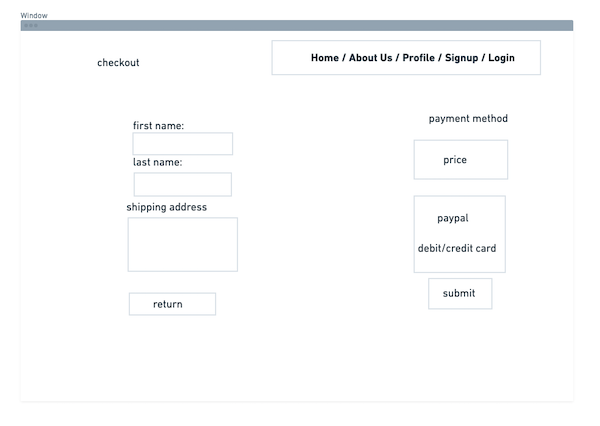 Window
checkout
Home / About Us / Profile / Signup / Login
first name:
last name:
shipping address
return
payment method
price
paypal
debit/credit card
submit